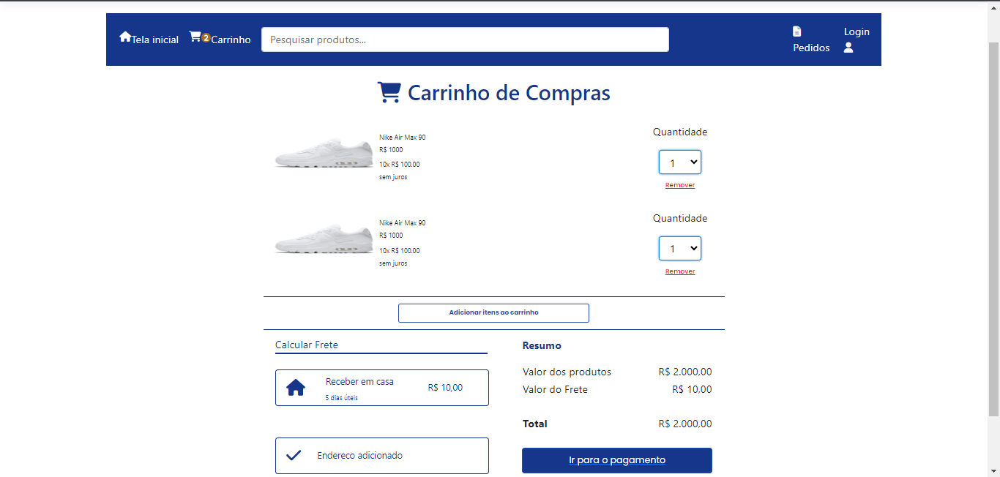 Tela inicial
2
Carrinho
Pesquisar produtos...
Pedidos
Login
Carrinho de Compras
Nike Air Max 90
R$ 1000
10x R$ 100.00
sem juros
Quantidade
1
Remover
Nike Air Max 90
R$ 1000
10x R$ 100.00
sem juros
Quantidade
1
Remover
Adicionar itens ao carrinho
Calcular Frete
Receber em casa
5 dias úteis
R$ 10,00
Endereco adicionado
Resumo
Valor dos produtos R$ 2.000,00
Valor do Frete R$ 10,00
Total R$ 2.000,00
Ir para o pagamento